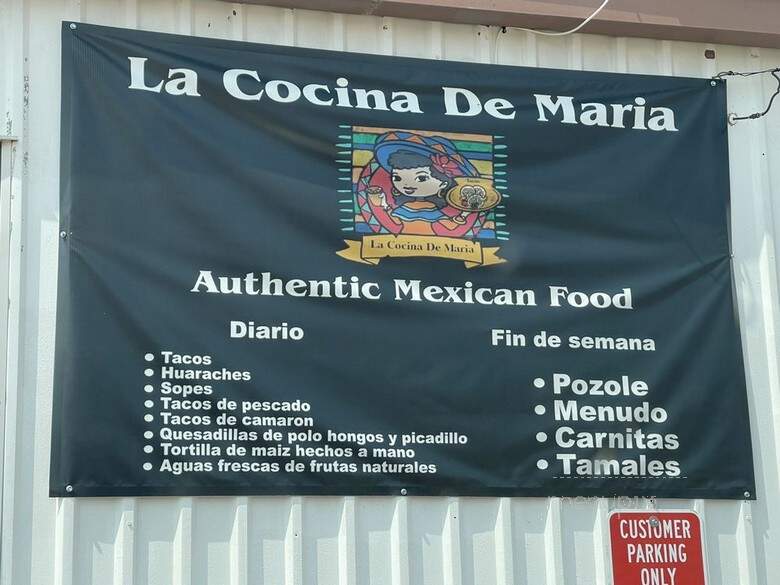 La Cocina De Maria
La Cocina De Maria
Authentic Mexican Food
Diario
• Tacos
• Huaraches
• Sopes
• Tacos de pescado
• Tacos de camaron
• Quesadillas de polo hongos y picadillo
• Tortilla de maiz hechos a mano
• Aguas frescas de frutas naturales
Fin de semana
• Pozole
• Menudo
• Carnitas
• Tamales
CUSTOMER
PARKING
ONLY